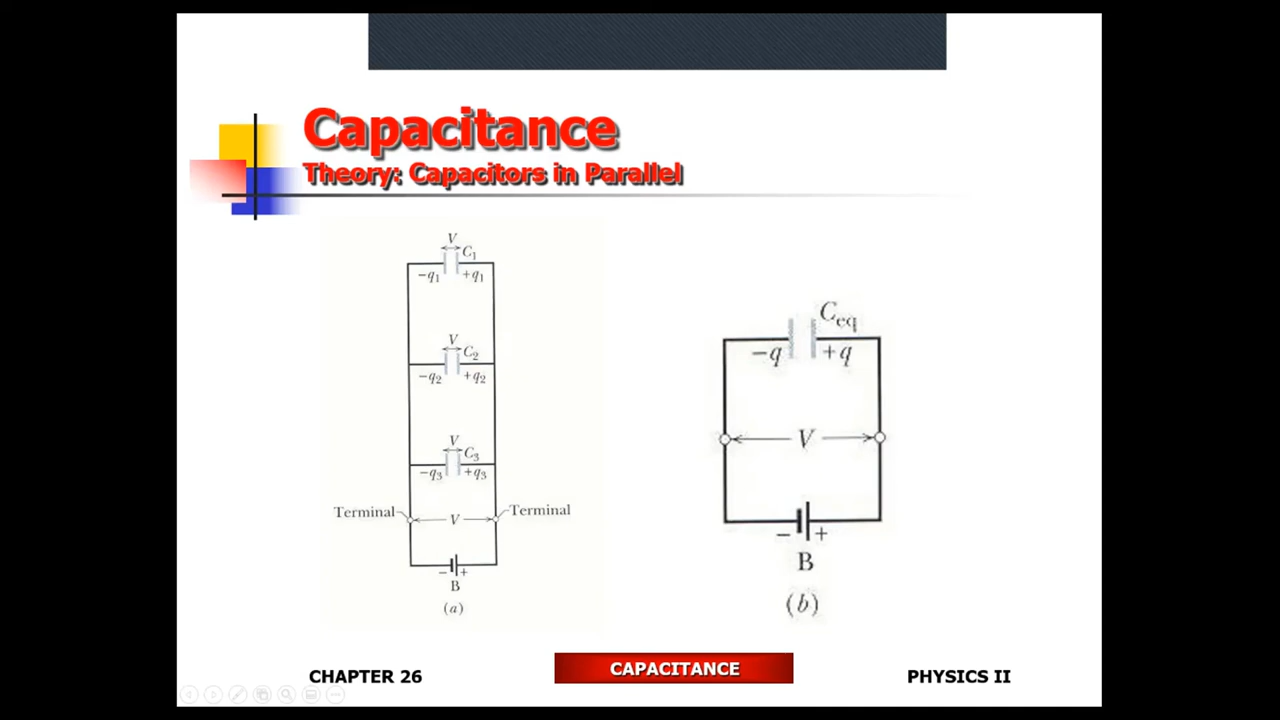 Capacitance
Theory: Capacitors in Parallel
V
C1
−q1 +q1
V
C2
−q2 +q2
V
C3
−q3 +q3
Terminal V Terminal
− +
B
(a)
Ceq
−q +q
V
− +
B
(b)
CHAPTER 26
CAPACITANCE
PHYSICS II